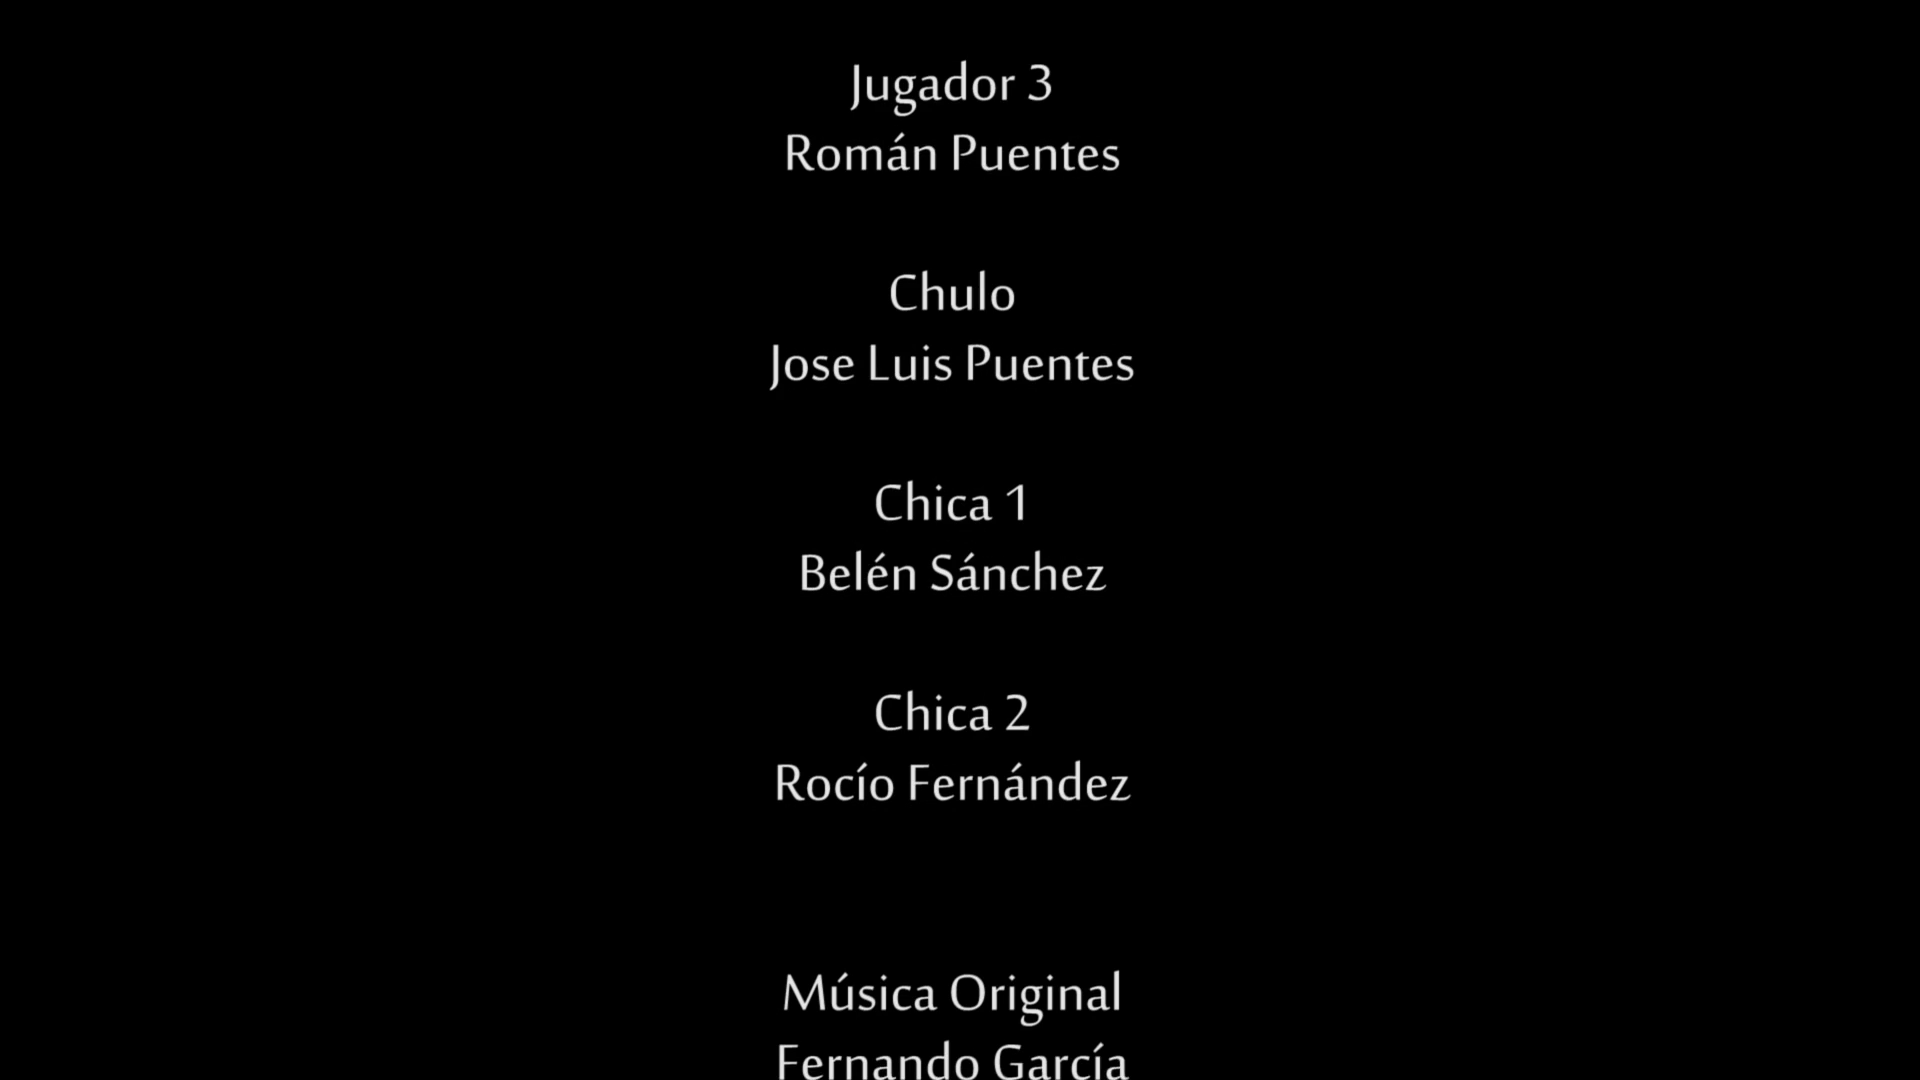 Jugador 3
Román Puentes
Chulo
Jose Luis Puentes
Chica 1
Belén Sánchez
Chica 2
Rocío Fernández
Música Original
Fernando García